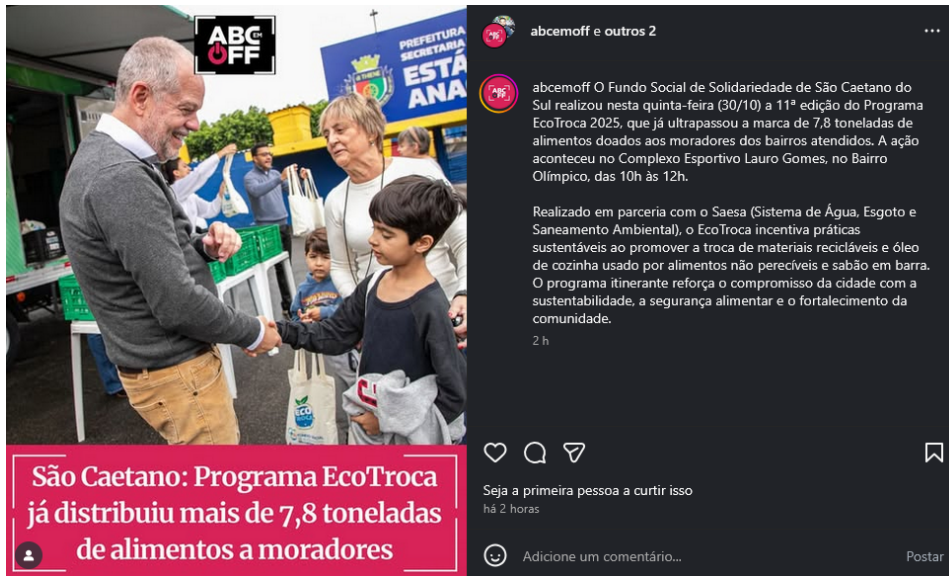 ABC EM
OFF
PREFEITURA
SECRETARIA
ESTÁ
ANA
ECO
TROCA
São Caetano: Programa EcoTroca
já distribuiu mais de 7,8 toneladas
de alimentos a moradores
abcemoff e outros 2
abcemoff O Fundo Social de Solidariedade de São Caetano do
Sul realizou nesta quinta-feira (30/10) a 11ª edição do Programa
EcoTroca 2025, que já ultrapassou a marca de 7,8 toneladas de
alimentos doados aos moradores dos bairros atendidos. A ação
aconteceu no Complexo Esportivo Lauro Gomes, no Bairro
Olímpico, das 10h às 12h.
Realizado em parceria com o Saesa (Sistema de Água, Esgoto e
Saneamento Ambiental), o EcoTroca incentiva práticas
sustentáveis ao promover a troca de materiais recicláveis e óleo
de cozinha usado por alimentos não perecíveis e sabão em barra.
O programa itinerante reforça o compromisso da cidade com a
sustentabilidade, a segurança alimentar e o fortalecimento da
comunidade.
2 h
Seja a primeira pessoa a curtir isso
há 2 horas
Adicione um comentário...
Postar